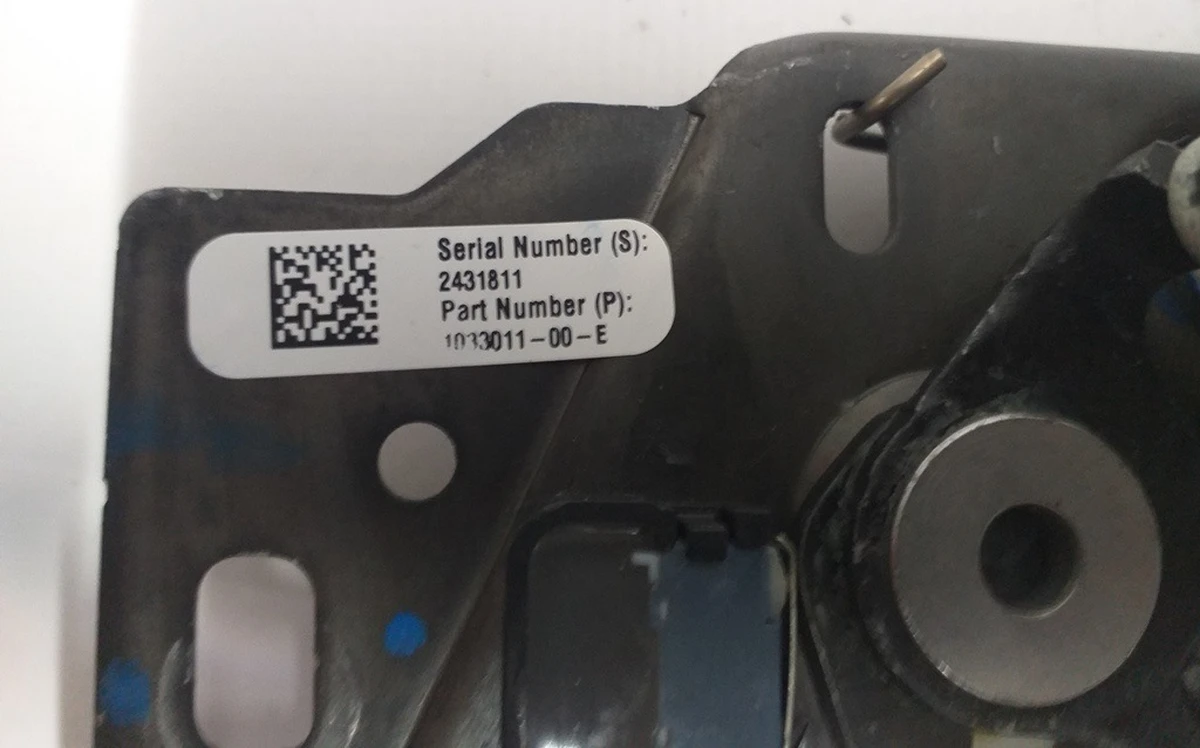 Serial Number (S):
2431811
Part Number (P):
1033011-00-E